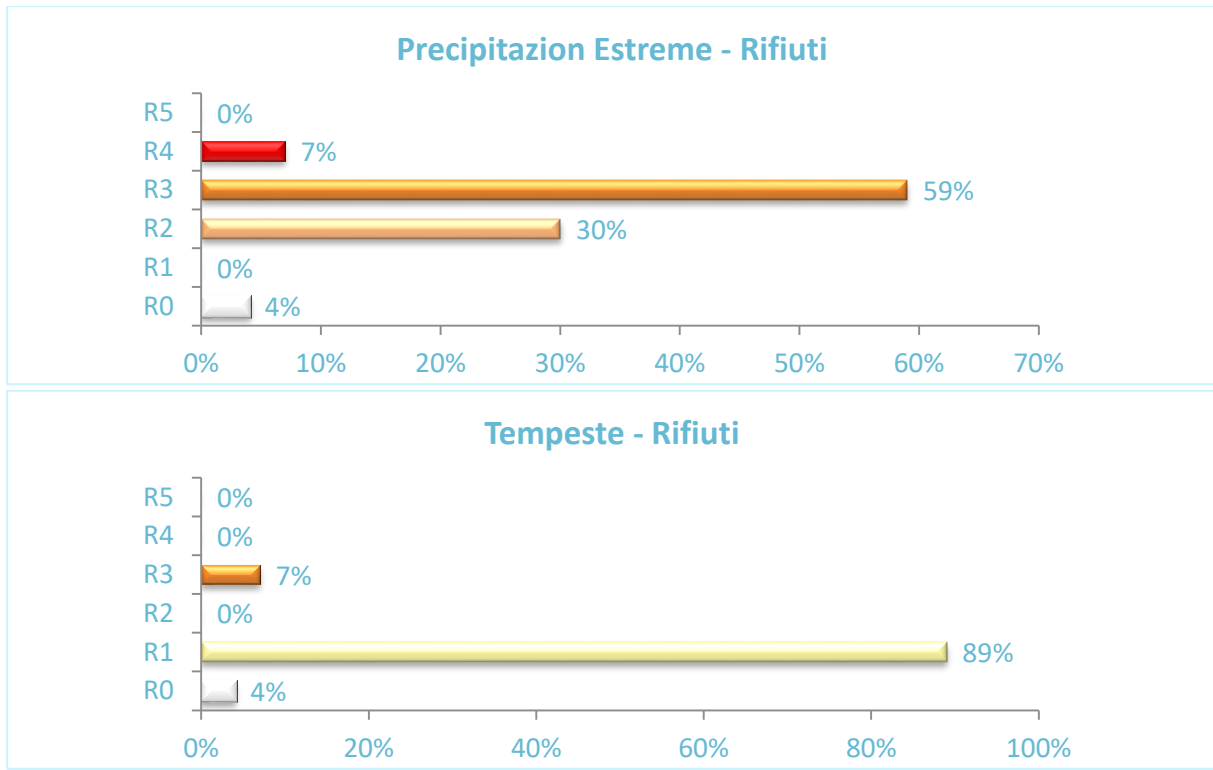 Precipitazion Estreme - Rifiuti
R5 0%
R4 7%
R3 59%
R2 30%
R1 0%
R0 4%
0% 10% 20% 30% 40% 50% 60% 70%
Tempeste - Rifiuti
R5 0%
R4 0%
R3 7%
R2 0%
R1 89%
R0 4%
0% 20% 40% 60% 80% 100%